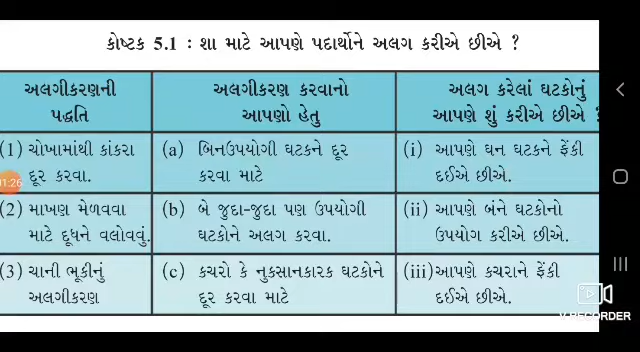 કોષ્ટક 5.1 : શા માટે આપણે પદાર્થોને અલગ કરીએ છીએ ?
અલગીકરણની
પદ્ધતિ
અલગીકરણ કરવાનો
આપણો હેતુ
અલગ કરેલાં ઘટકોનું
આપણે શું કરીએ છીએ ?
(1) ચોખામાંથી કાંકરા
દૂર કરવા.
(a) બિનઉપયોગી ઘટકને દૂર
કરવા માટે
(i) આપણે ઘન ઘટકને ફેંકી
દઈએ છીએ.
1:26
(2) માખણ મેળવવા
માટે દૂધને વલોવવું.
(b) બે જુદા-જુદા પણ ઉપયોગી
ઘટકોને અલગ કરવા.
(ii) આપણે બંને ઘટકોનો
ઉપયોગ કરીએ છીએ.
(3) ચાની ભૂકીનું
અલગીકરણ
(c) કચરો કે નુકસાનકારક ઘટકોને
દૂર કરવા માટે
(iii) આપણે કચરાને ફેંકી
દઈએ છીએ.
V RECORDER